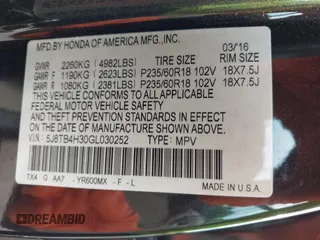 MFD.BY HONDA OF AMERICA MFG.,INC. 03/16
GVWR 2260KG (4982LBS) TIRE SIZE RIM SIZE
GAWR F 1190KG (2623LBS) P235/60R18 102V 18X7.5J
GAWR R 1080KG (2381LBS) P235/60R18 102V 18X7.5J
THIS VEHICLE CONFORMS TO ALL APPLICABLE
FEDERAL MOTOR VEHICLE SAFETY AND
THEFT PREVENTION STANDARDS IN EFFECT ON
THE DATE OF MANUFACTURE SHOWN ABOVE.
V.I.N.: 5J8TB4H30GL030252 TYPE: MPV
TX4 G AA7 - YR600MX - F - L
MADE IN U.S.A.
DREAMBID